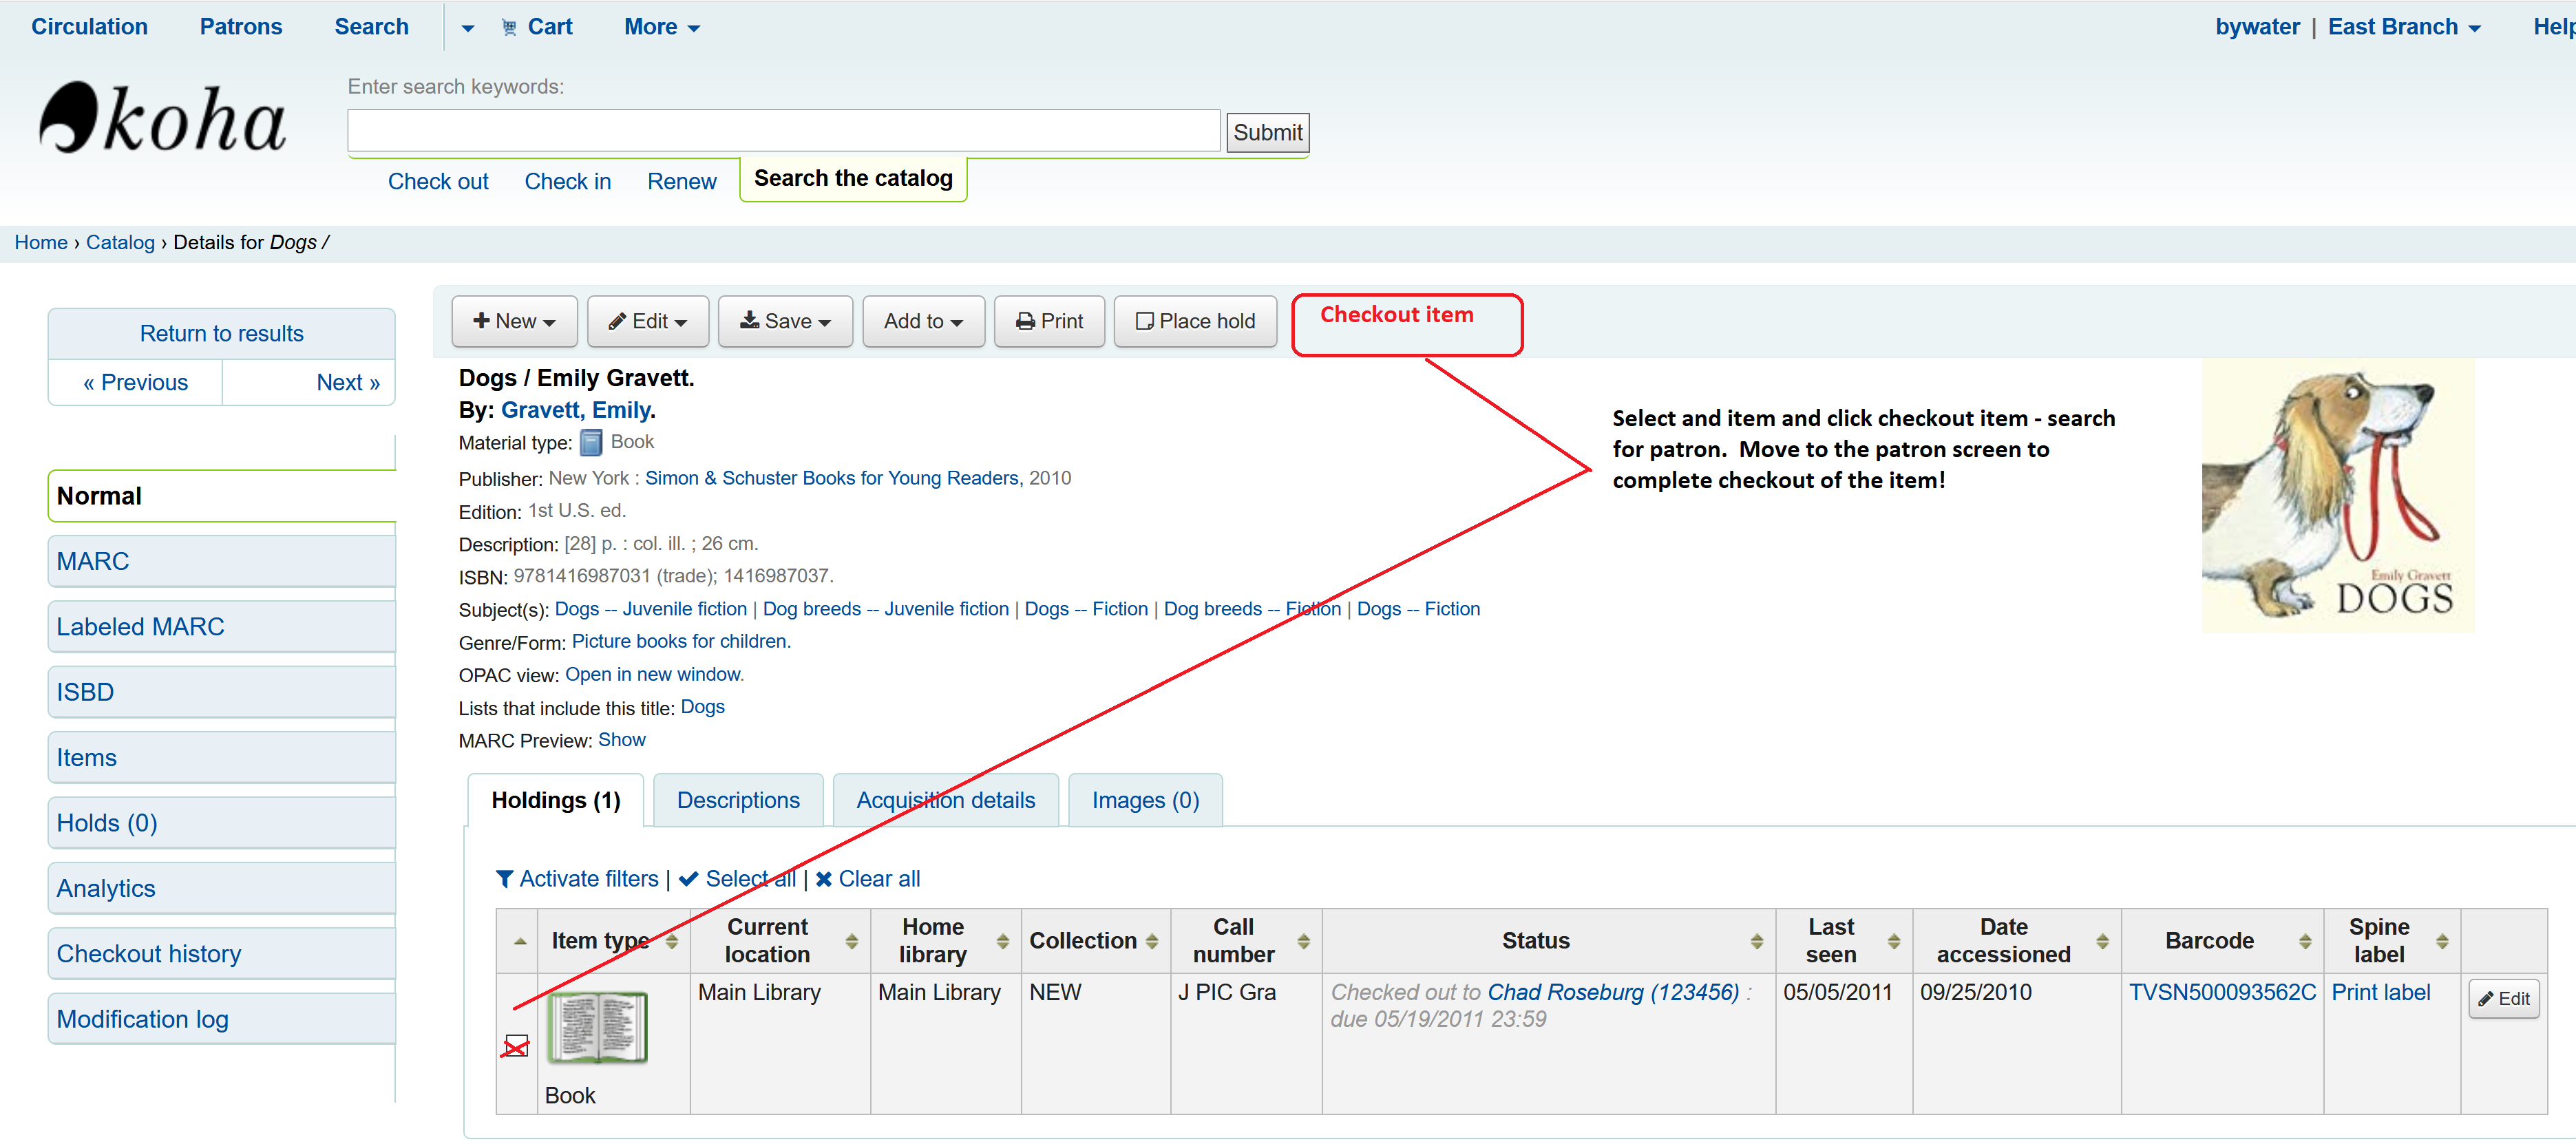 Circulation Patrons Search Cart More bywater | East Branch Help
koha
Enter search keywords:
Submit
Check out Check in Renew Search the catalog
Home › Catalog › Details for Dogs /
Return to results
« Previous Next »
Normal
MARC
Labeled MARC
ISBD
Items
Holds (0)
Analytics
Checkout history
Modification log
New Edit Save Add to Print Place hold Checkout item
Dogs / Emily Gravett.
By: Gravett, Emily.
Material type: Book
Publisher: New York : Simon & Schuster Books for Young Readers, 2010
Edition: 1st U.S. ed.
Description: [28] p. : col. ill. ; 26 cm.
ISBN: 9781416987031 (trade); 1416987037.
Subject(s): Dogs -- Juvenile fiction | Dog breeds -- Juvenile fiction | Dogs -- Fiction | Dog breeds -- Fiction | Dogs -- Fiction
Genre/Form: Picture books for children.
OPAC view: Open in new window.
Lists that include this title: Dogs
MARC Preview: Show
Select and item and click checkout item - search
for patron. Move to the patron screen to
complete checkout of the item!
Emily Gravett
DOGS
Holdings (1) Descriptions Acquisition details Images (0)
Activate filters | Select all | Clear all
Item type Current location Home library Collection Call number Status Last seen Date accessioned Barcode Spine label
Main Library Main Library NEW J PIC Gra Checked out to Chad Roseburg (123456) : 05/05/2011 09/25/2010 TVSN500093562C Print label Edit
due 05/19/2011 23:59
Book